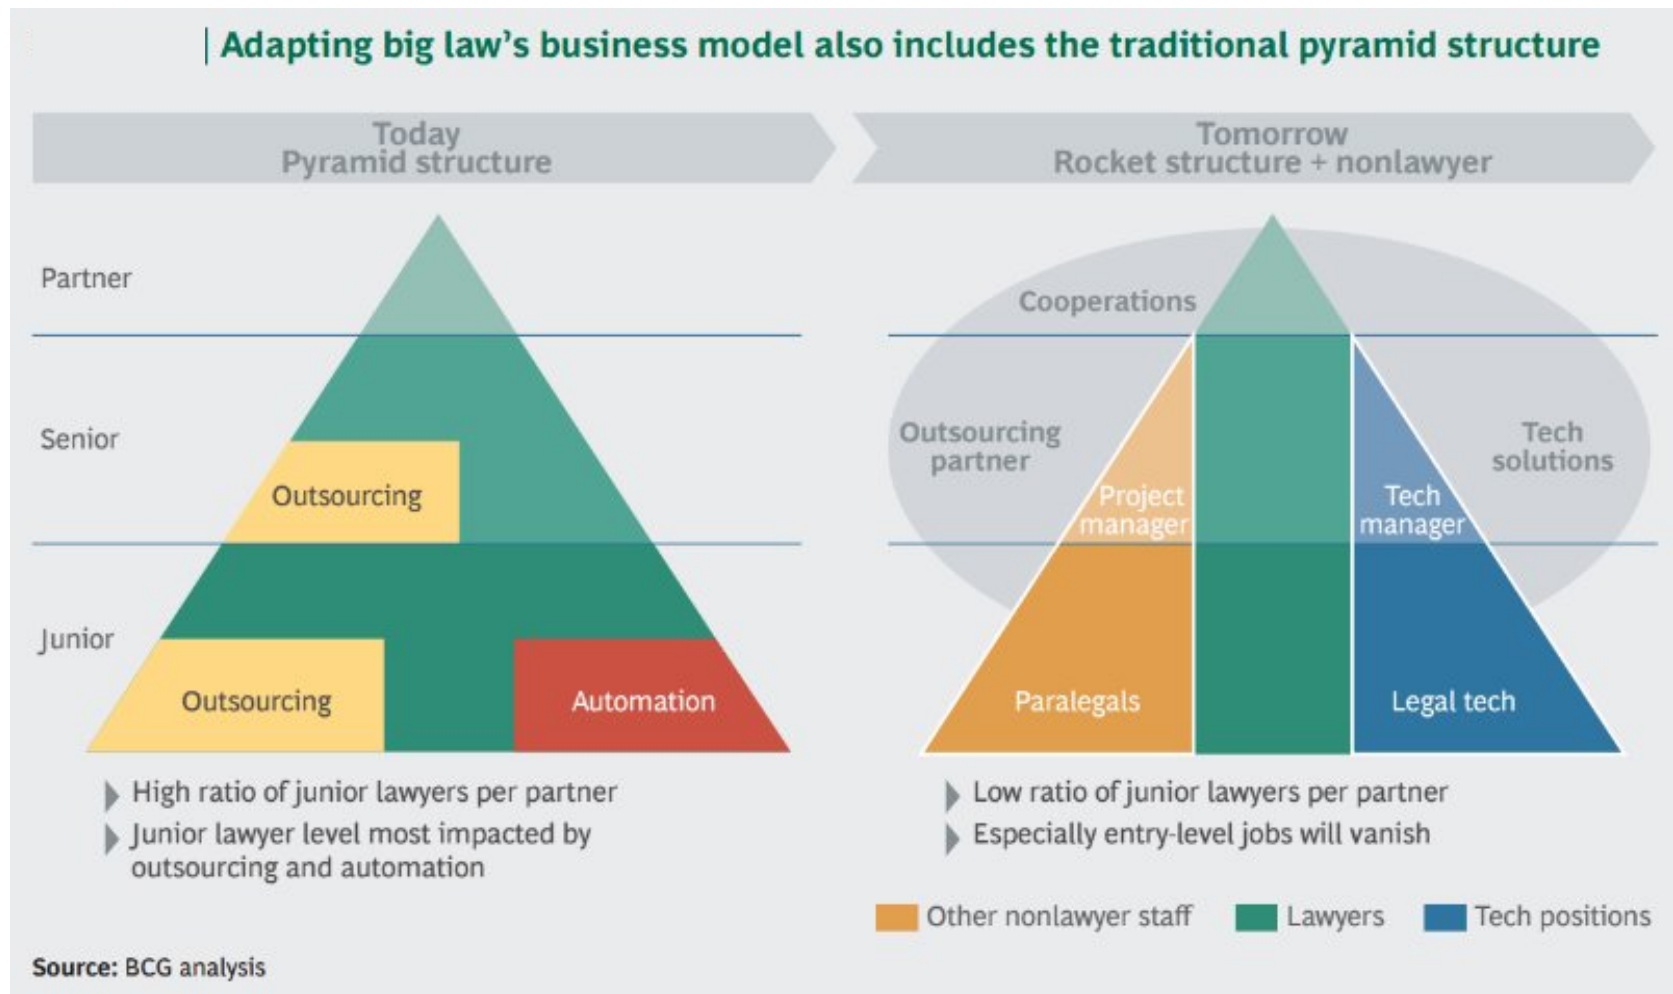 Adapting big law's business model also includes the traditional pyramid structure
Today
Pyramid structure
Tomorrow
Rocket structure + nonlawyer
Partner
Senior
Junior
Outsourcing
Outsourcing
Automation
High ratio of junior lawyers per partner
Junior lawyer level most impacted by
outsourcing and automation
Cooperations
Outsourcing
partner
Tech
solutions
Project
manager
Tech
manager
Paralegals
Legal tech
Low ratio of junior lawyers per partner
Especially entry-level jobs will vanish
Other nonlawyer staff
Lawyers
Tech positions
Source: BCG analysis